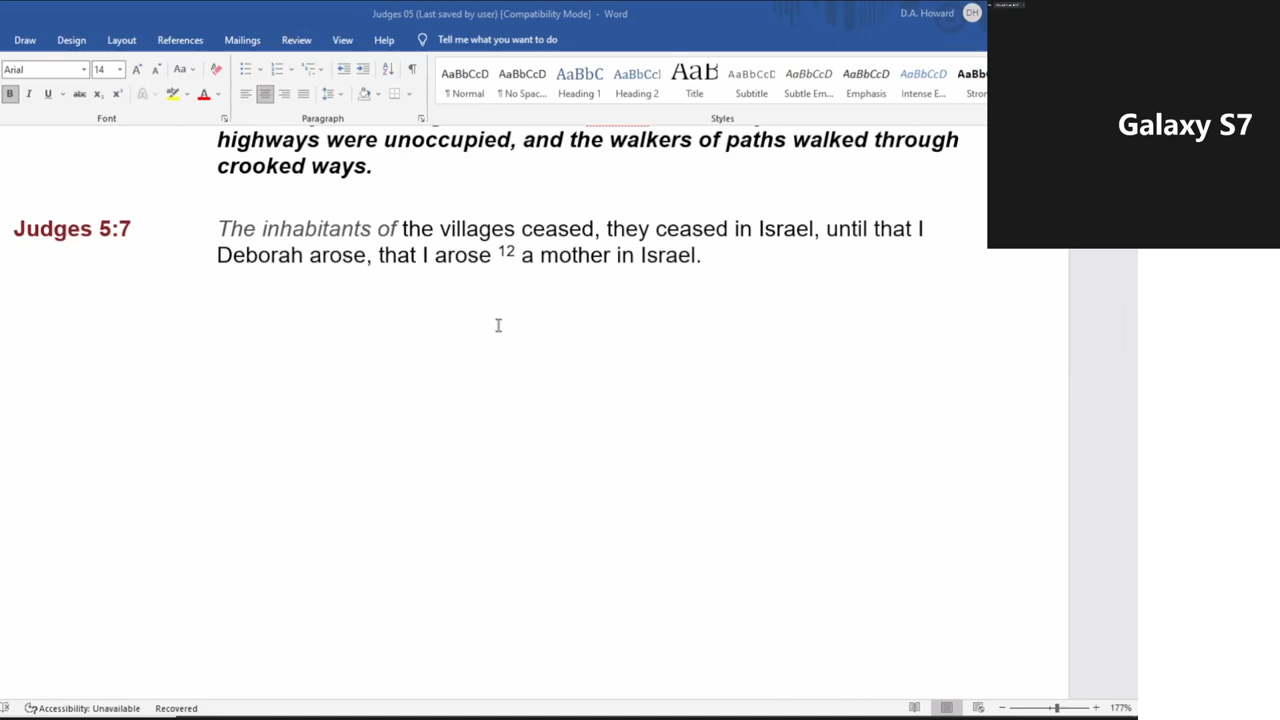 Judges 05 (Last saved by user) [Compatibility Mode] – Word
D.A. Howard DH
Draw Design Layout References Mailings Review View Help Tell me what you want to do
Arial 14
AaBbCcD AaBbCcD AaBbC AaBbCcI AaB AaBbCcD AaBbCcD AaBbCcD AaBbCcD AaBbC
¶ Normal ¶ No Spac... Heading 1 Heading 2 Title Subtitle Subtle Em... Emphasis Intense E... Stron
Font Paragraph Styles
Galaxy S7
highways were unoccupied, and the walkers of paths walked through
crooked ways.
Judges 5:7 The inhabitants of the villages ceased, they ceased in Israel, until that I
Deborah arose, that I arose 12 a mother in Israel.
Accessibility: Unavailable Recovered 177%